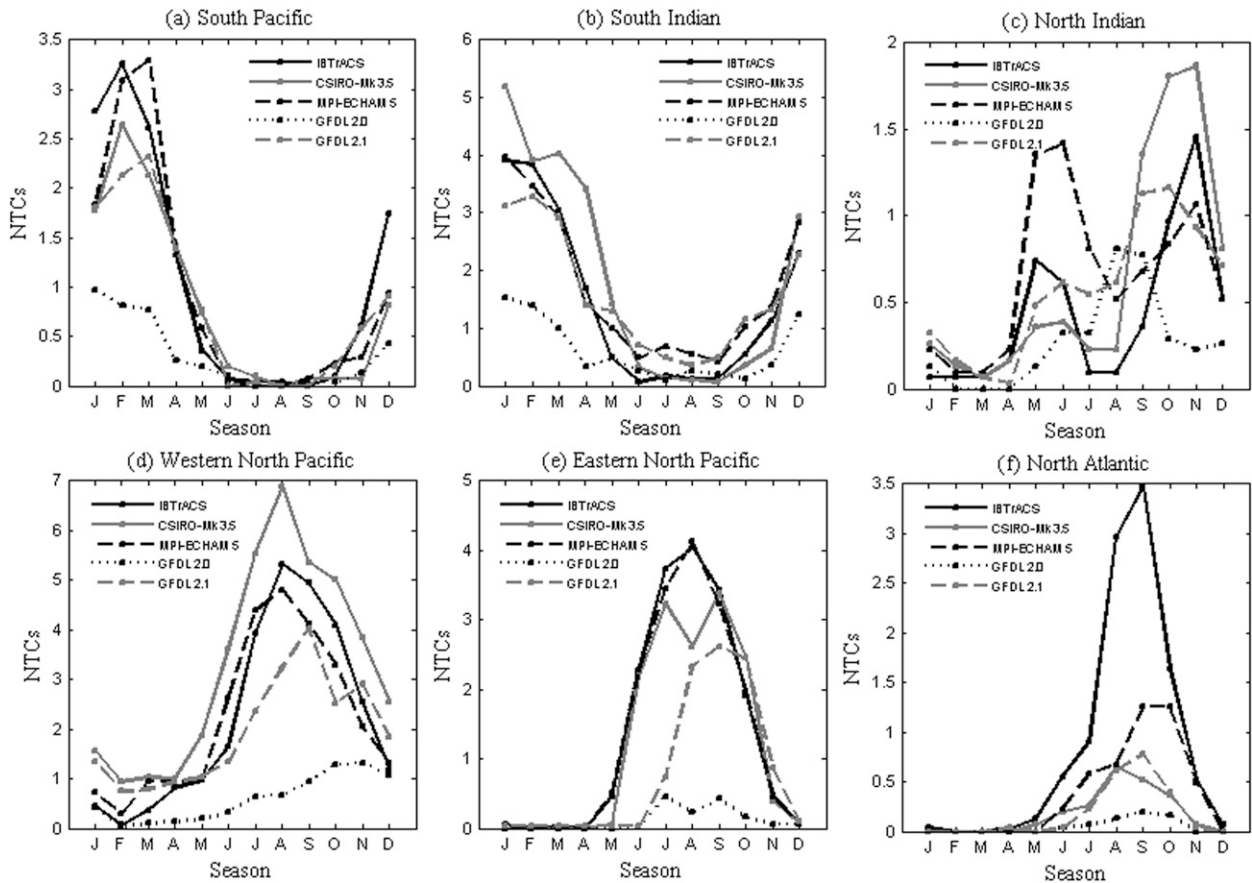 (a) South Pacific
3.5
3
2.5
2
1.5
1
0.5
0
NTCs
IBTrACS
CSIRO-Mk3.5
MPI-ECHAM5
GFDL2.0
GFDL2.1
J F M A M J J A S O N D
Season
(b) South Indian
6
5
4
3
2
1
0
NTCs
IBTrACS
CSIRO-Mk3.5
MPI-ECHAM5
GFDL2.0
GFDL2.1
J F M A M J J A S O N D
Season
(c) North Indian
2
1.5
1
0.5
0
NTCs
IBTrACS
CSIRO-Mk3.5
MPI-ECHAM5
GFDL2.0
GFDL2.1
J F M A M J J A S O N D
Season
(d) Western North Pacific
7
6
5
4
3
2
1
0
NTCs
IBTrACS
CSIRO-Mk3.5
MPI-ECHAM5
GFDL2.0
GFDL2.1
J F M A M J J A S O N D
Season
(e) Eastern North Pacific
5
4
3
2
1
0
NTCs
IBTrACS
CSIRO-Mk3.5
MPI-ECHAM5
GFDL2.0
GFDL2.1
J F M A M J J A S O N D
Season
(f) North Atlantic
3.5
3
2.5
2
1.5
1
0.5
0
NTCs
IBTrACS
CSIRO-Mk3.5
MPI-ECHAM5
GFDL2.0
GFDL2.1
J F M A M J J A S O N D
Season